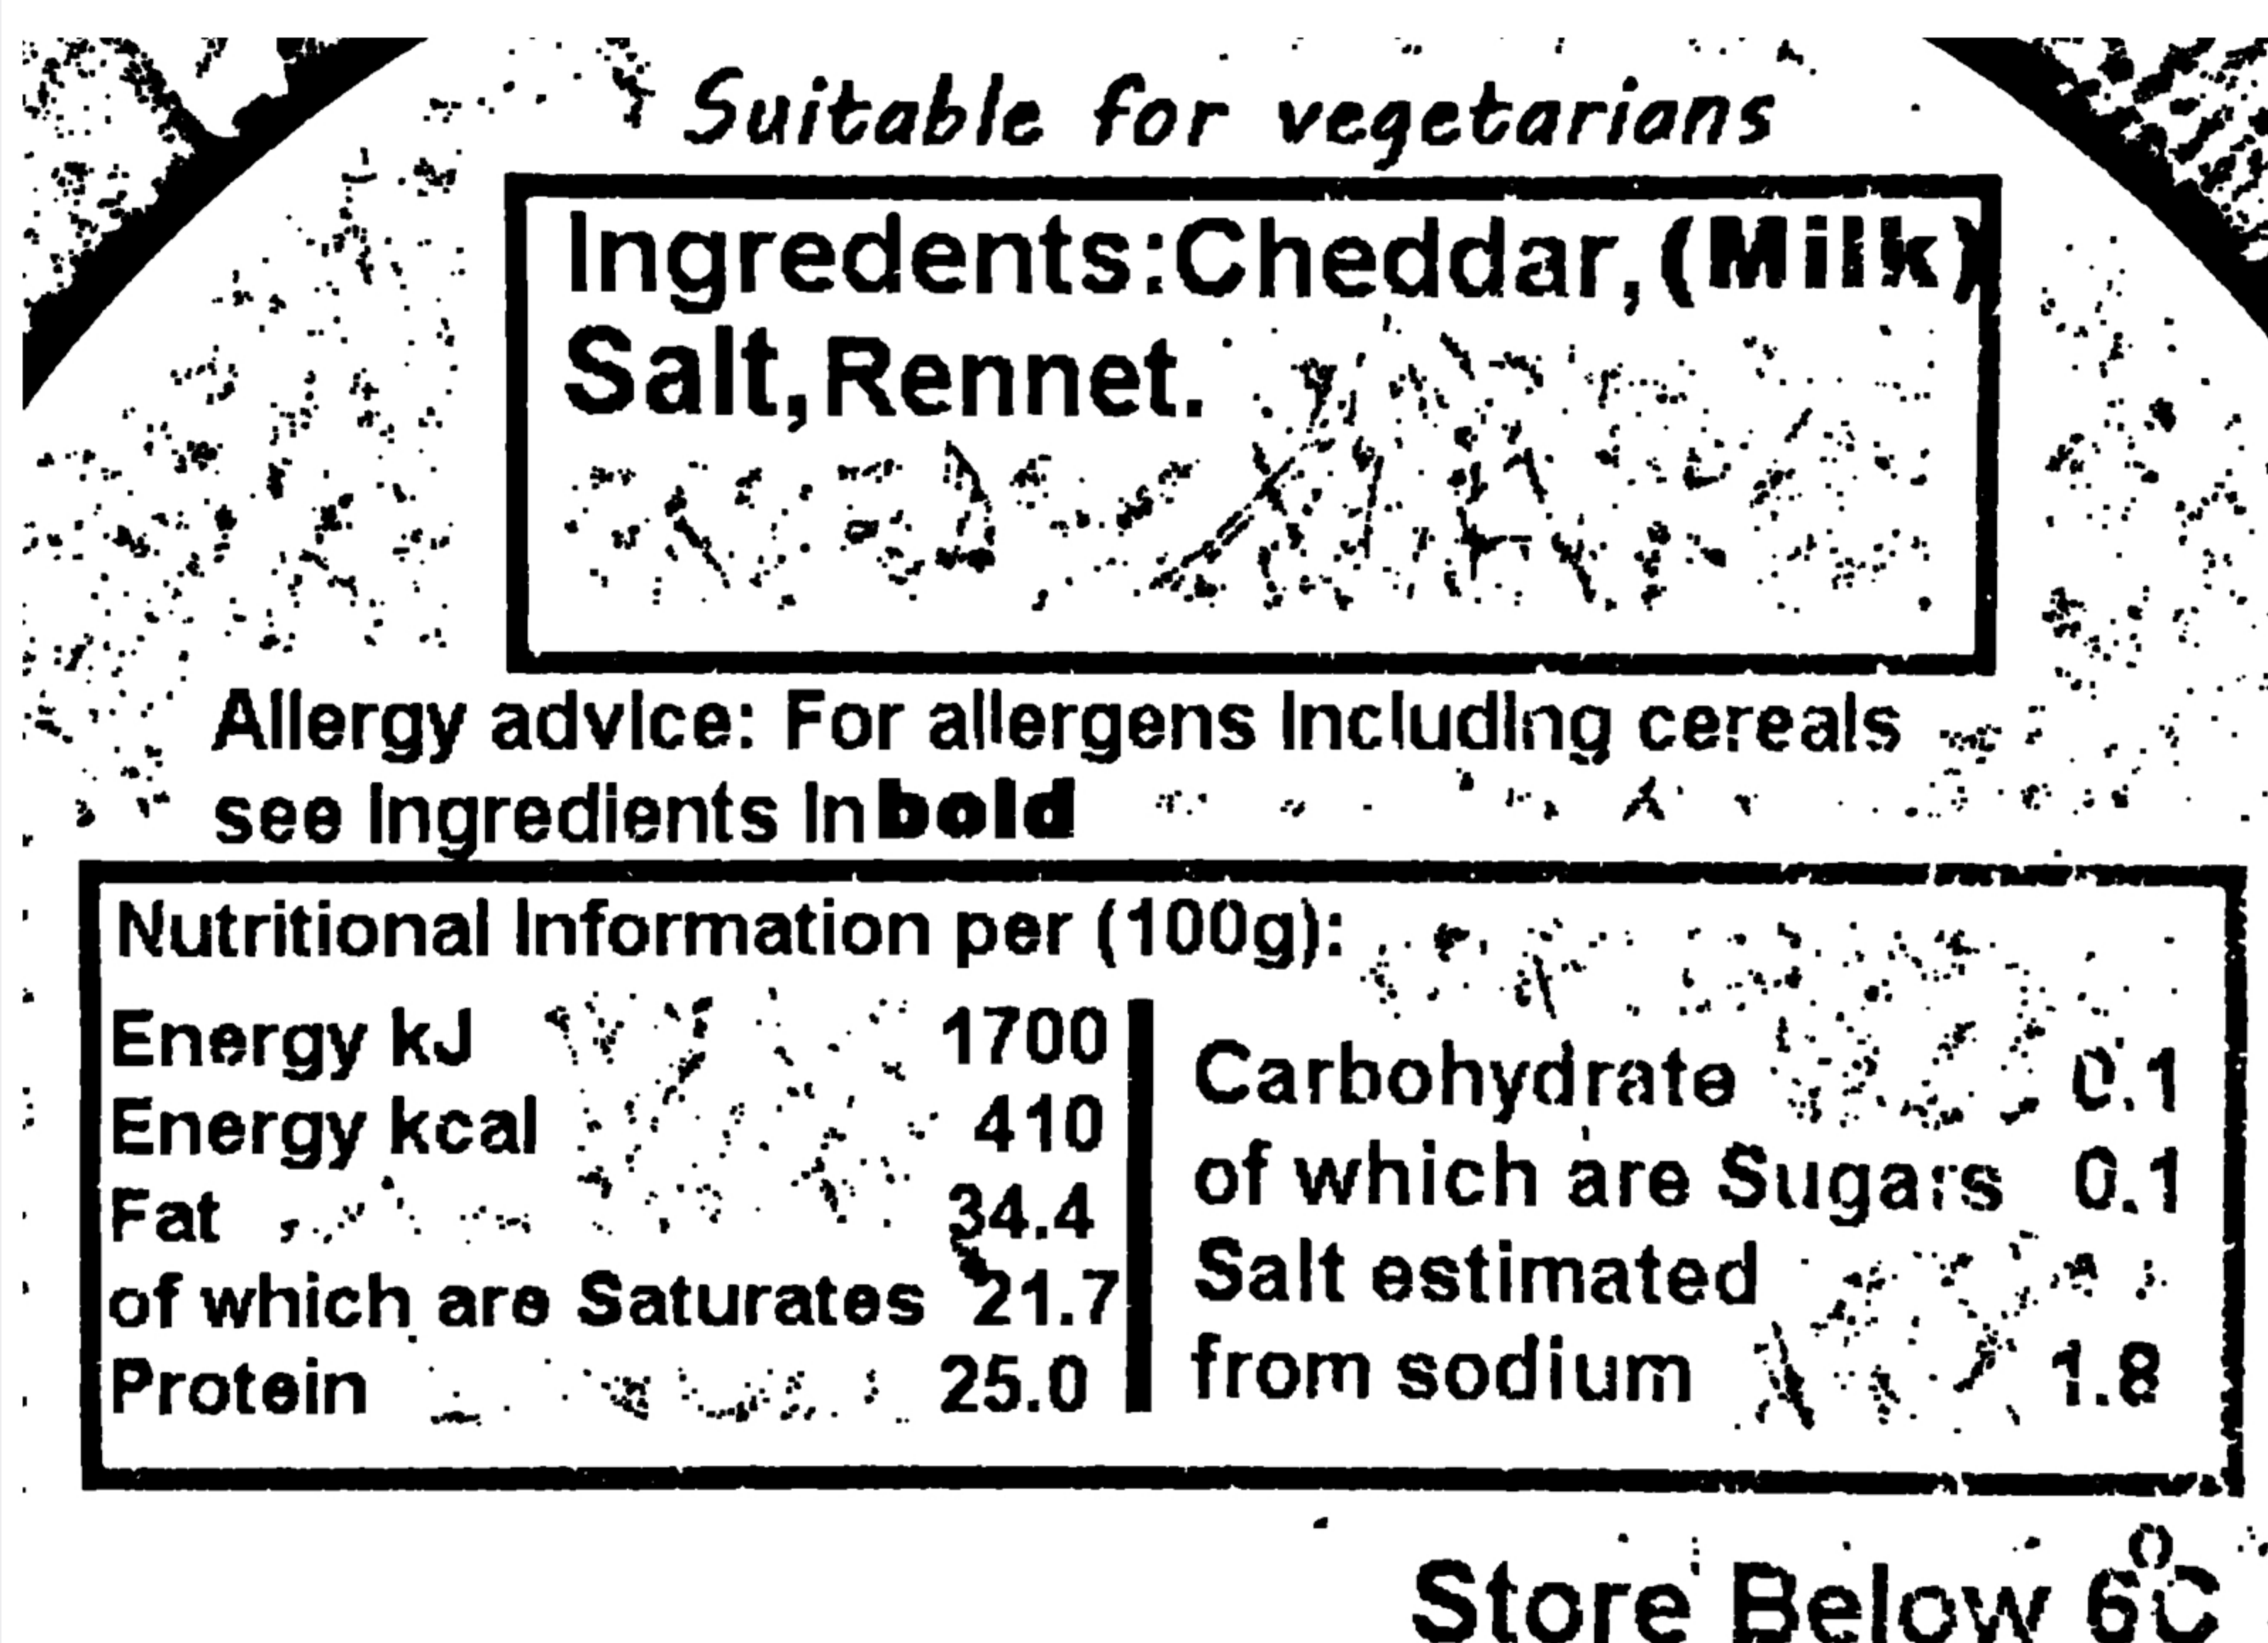 Suitable for vegetarians
Ingredents:Cheddar,(Milk)
Salt,Rennet.
Allergy advice: For allergens including cereals
see Ingredients in bold
Nutritional Information per (100g):
Energy kJ 1700
Energy kcal 410
Fat 34.4
of which are Saturates 21.7
Protein 25.0
Carbohydrate 0.1
of which are Sugars 0.1
Salt estimated
from sodium 1.8
Store Below 6°C